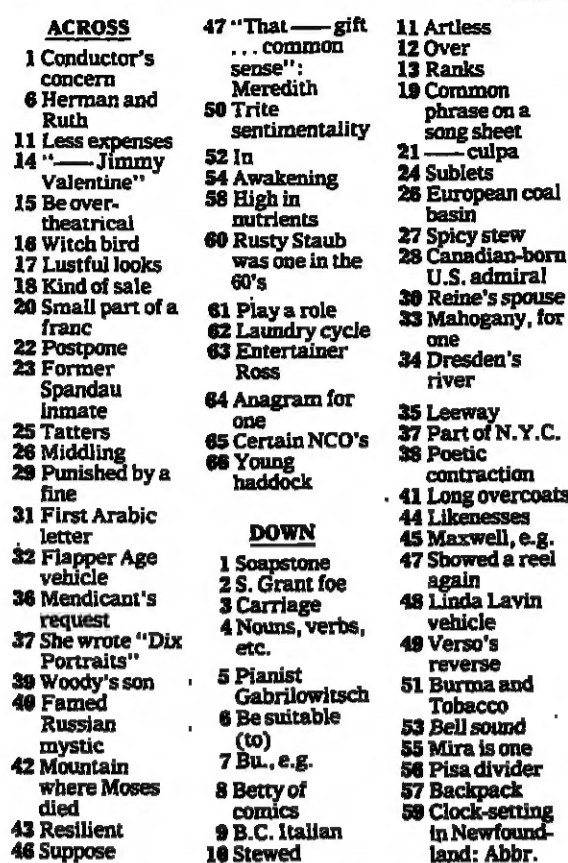 ACROSS
1 Conductor's
concern
6 Herman and
Ruth
11 Less expenses
14 "—— Jimmy
Valentine"
15 Be over-
theatrical
16 Witch bird
17 Lustful looks
18 Kind of sale
20 Small part of a
franc
22 Postpone
23 Former
Spandau
inmate
25 Tatters
26 Middling
29 Punished by a
fine
31 First Arabic
letter
32 Flapper Age
vehicle
36 Mendicant's
request
37 She wrote "Dix
Portraits"
39 Woody's son
40 Famed
Russian
mystic
42 Mountain
where Moses
died
43 Resilient
46 Suppose
47 "That —— gift
... common
sense":
Meredith
50 Trite
sentimentality
52 In
54 Awakening
58 High in
nutrients
60 Rusty Staub
was one in the
60's
61 Play a role
62 Laundry cycle
63 Entertainer
Ross
64 Anagram for
one
65 Certain NCO's
66 Young
haddock
DOWN
1 Soapstone
2 S. Grant foe
3 Carriage
4 Nouns, verbs,
etc.
5 Pianist
Gabrilowitsch
6 Be suitable
(to)
7 Bu., e.g.
8 Betty of
comics
9 B.C. Italian
10 Stewed
11 Artless
12 Over
13 Ranks
19 Common
phrase on a
song sheet
21 —— culpa
24 Sublets
26 European coal
basin
27 Spicy stew
28 Canadian-born
U.S. admiral
30 Reine's spouse
33 Mahogany, for
one
34 Dresden's
river
35 Leeway
37 Part of N.Y.C.
38 Poetic
contraction
41 Long overcoats
44 Likenesses
45 Maxwell, e.g.
47 Showed a reel
again
48 Linda Lavin
vehicle
49 Verso's
reverse
51 Burma and
Tobacco
53 Bell sound
55 Mira is one
56 Pisa divider
57 Backpack
59 Clock-setting
in Newfound-
land: Abbr.